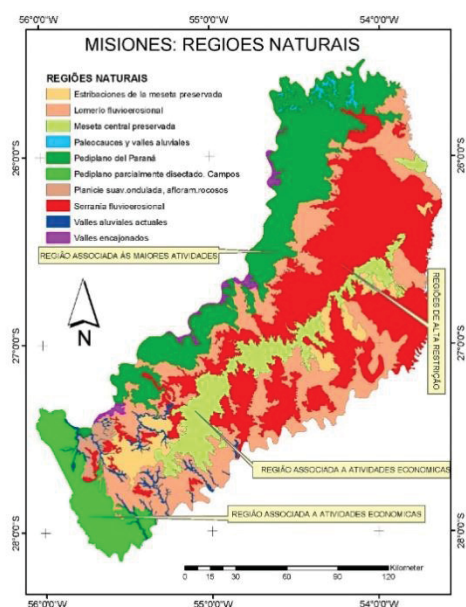 56°0'0"W 55°0'0"W 54°0'0"W
MISIONES: REGIOES NATURAIS
REGIÕES NATURAIS
Estribaciones de la meseta preservada
Lomerío fluvioerosional
Meseta central preservada
Paleocauces y valles aluviales
Pediplano del Paraná
Pediplano parcialmente disectado. Campos
Planicie suav.ondulada, afloram.rocosos
Serranía fluvioerosional
Valles aluviales actuales
Valles encajonados
REGIÃO ASSOCIADA ÀS MAIORES ATIVIDADES
REGIÕES DE ALTA RESTRIÇÃO
N
REGIÃO ASSOCIADA A ATIVIDADES ECONOMICAS
REGIÃO ASSOCIADA A ATIVIDADES ECONOMICAS
26°0'0"S
26°0'0"S
27°0'0"S
27°0'0"S
28°0'0"S
28°0'0"S
Kilometer
0 15 30 60 90 120
56°0'0"W 55°0'0"W 54°0'0"W